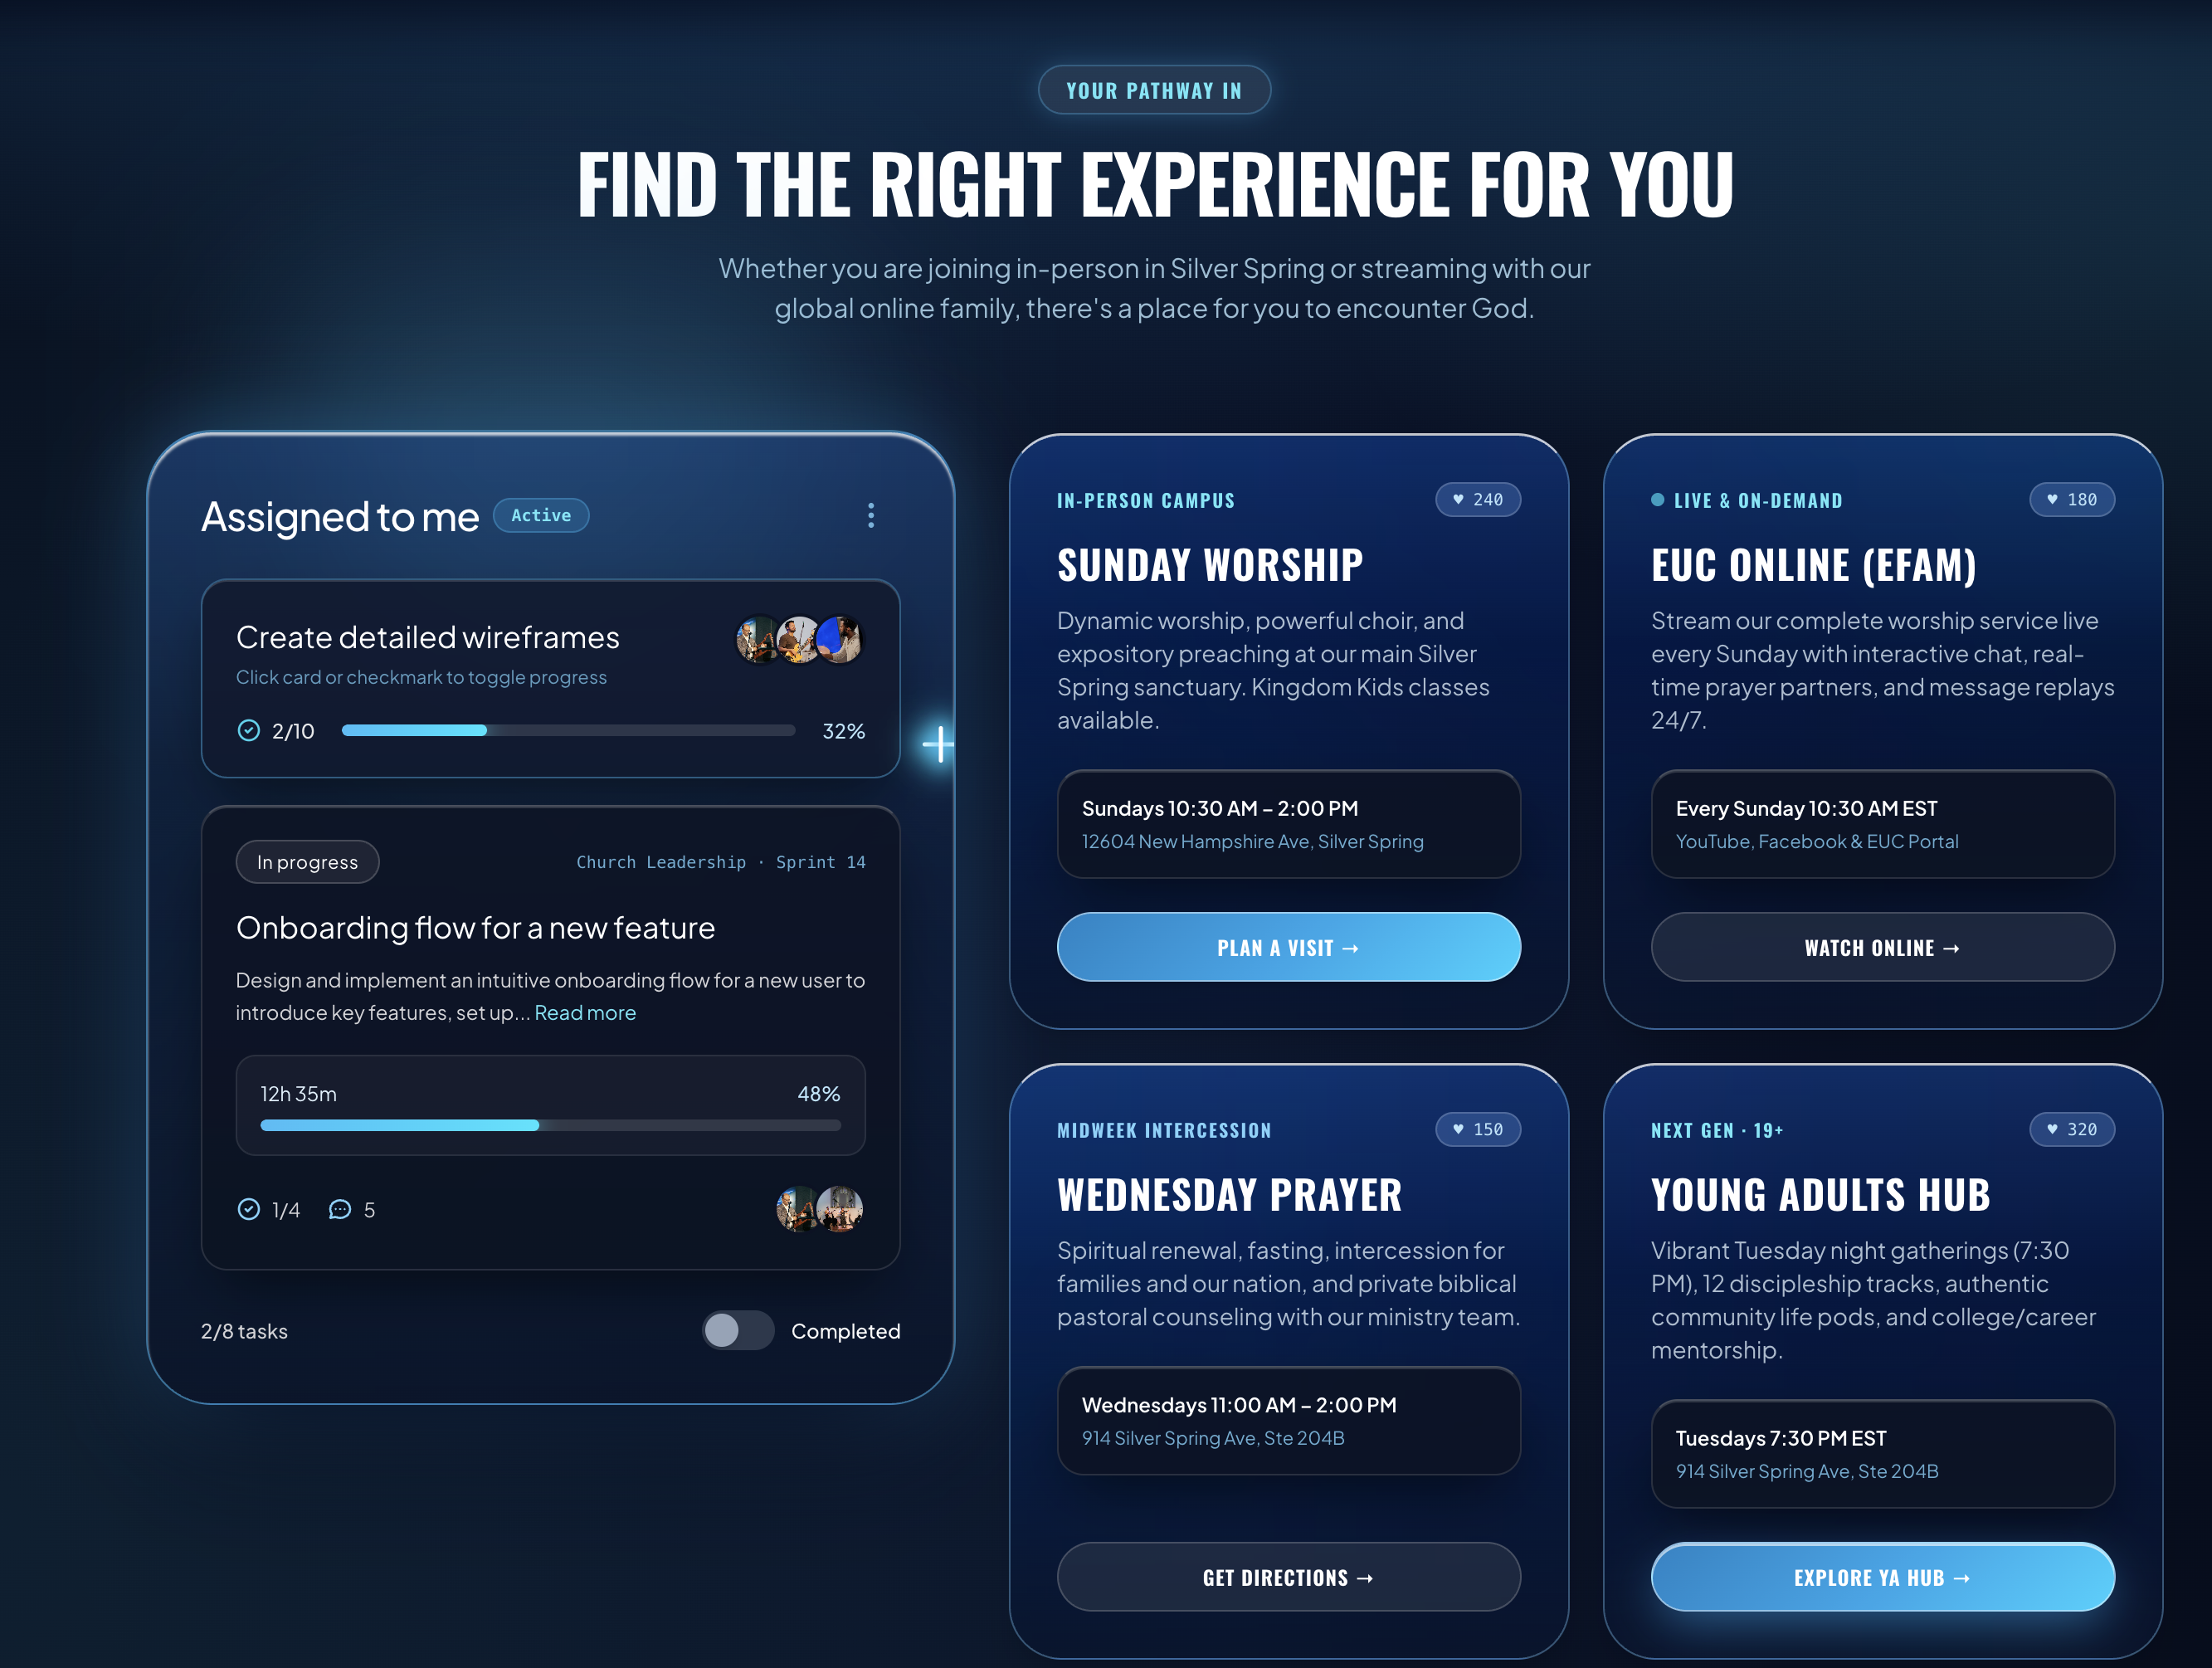 YOUR PATHWAY IN
FIND THE RIGHT EXPERIENCE FOR YOU
Whether you are joining in-person in Silver Spring or streaming with our
global online family, there's a place for you to encounter God.
Assigned to me
Active
Create detailed wireframes
Click card or checkmark to toggle progress
2/10
32%
In progress
Church Leadership · Sprint 14
Onboarding flow for a new feature
Design and implement an intuitive onboarding flow for a new user to
introduce key features, set up... Read more
12h 35m
48%
1/4
5
2/8 tasks
Completed
IN-PERSON CAMPUS
♥ 240
SUNDAY WORSHIP
Dynamic worship, powerful choir, and
expository preaching at our main Silver
Spring sanctuary. Kingdom Kids classes
available.
Sundays 10:30 AM – 2:00 PM
12604 New Hampshire Ave, Silver Spring
PLAN A VISIT →
LIVE & ON-DEMAND
♥ 180
EUC ONLINE (EFAM)
Stream our complete worship service live
every Sunday with interactive chat, real-
time prayer partners, and message replays
24/7.
Every Sunday 10:30 AM EST
YouTube, Facebook & EUC Portal
WATCH ONLINE →
MIDWEEK INTERCESSION
♥ 150
WEDNESDAY PRAYER
Spiritual renewal, fasting, intercession for
families and our nation, and private biblical
pastoral counseling with our ministry team.
Wednesdays 11:00 AM – 2:00 PM
914 Silver Spring Ave, Ste 204B
GET DIRECTIONS →
NEXT GEN · 19+
♥ 320
YOUNG ADULTS HUB
Vibrant Tuesday night gatherings (7:30
PM), 12 discipleship tracks, authentic
community life pods, and college/career
mentorship.
Tuesdays 7:30 PM EST
914 Silver Spring Ave, Ste 204B
EXPLORE YA HUB →